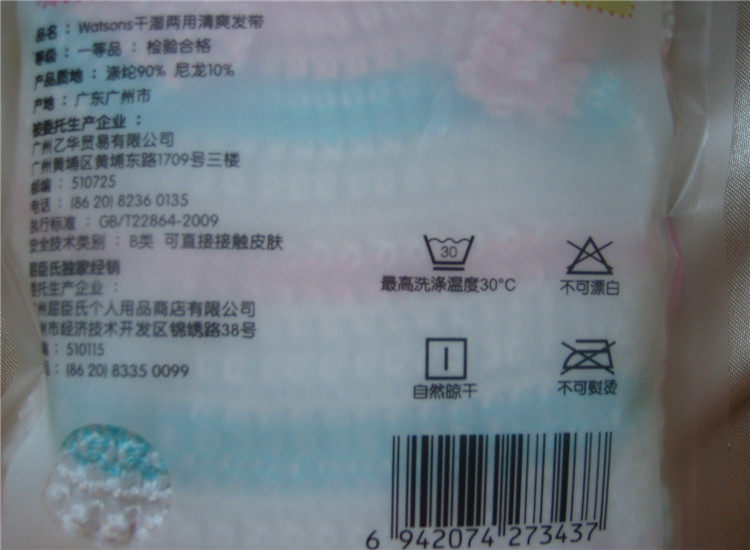 品名：Watsons干湿两用清爽发带
等级：一等品：检验合格
产品质地：涤纶90% 尼龙10%
产地：广东广州市
被委托生产企业：
广州乙华贸易有限公司
广州黄埔区黄埔东路1709号三楼
邮编：510725
电话：(86 20) 8236 0135
执行标准：GB/T22864-2009
安全技术类别：B类 可直接接触皮肤
屈臣氏独家经销
委托生产企业：
州屈臣氏个人用品商店有限公司
州市经济技术开发区锦绣路38号
：510115
：(86 20) 8335 0099
30
最高洗涤温度30°C
不可漂白
自然晾干
不可熨烫
6 942074 273437